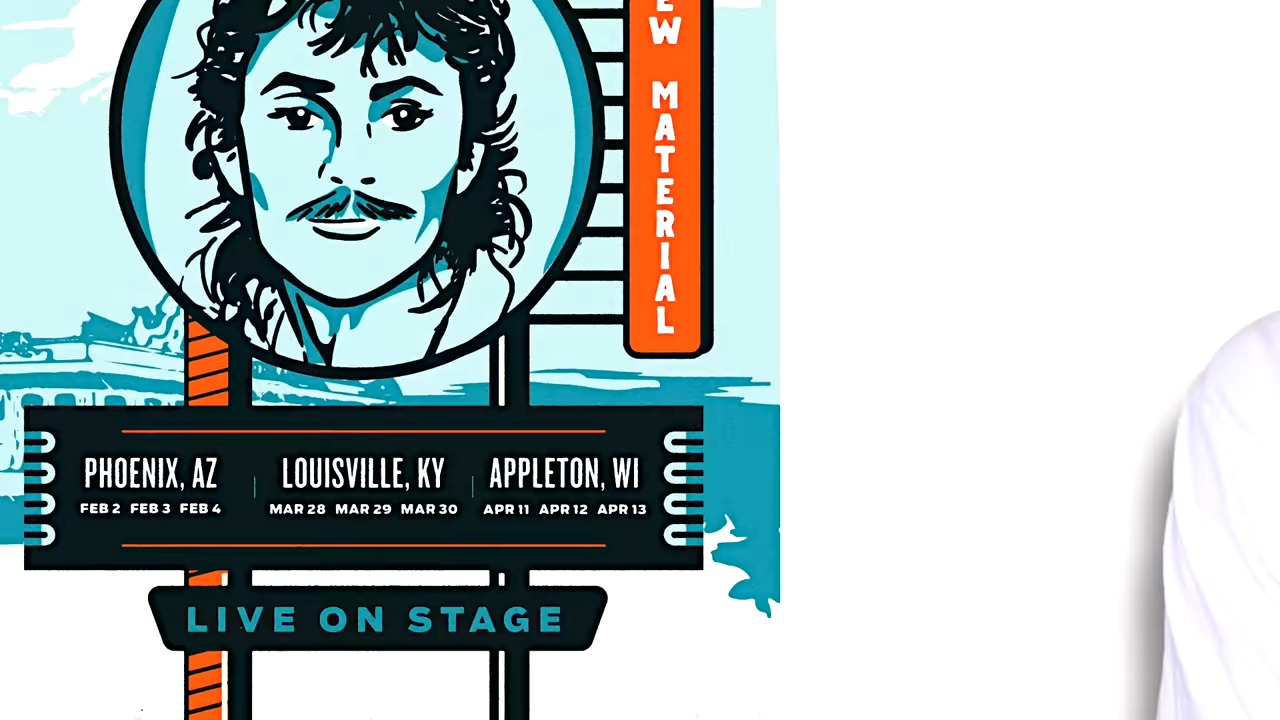 EW MATERIAL
PHOENIX, AZ
FEB 2 FEB 3 FEB 4
LOUISVILLE, KY
MAR 28 MAR 29 MAR 30
APPLETON, WI
APR 11 APR 12 APR 13
LIVE ON STAGE